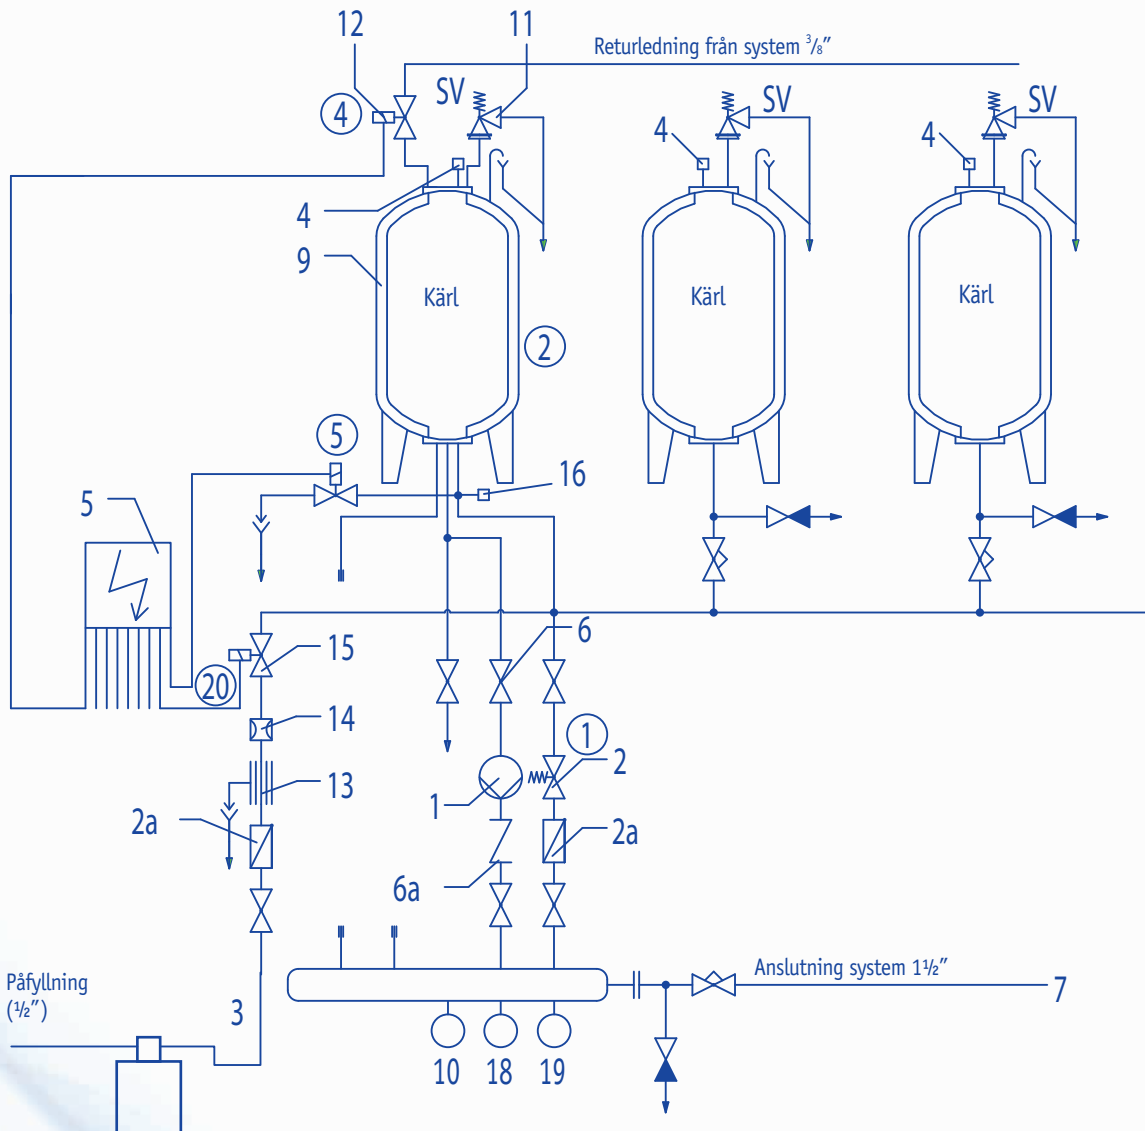 12
11
Returledning från system 3/8"
4
SV
SV
SV
4
4
4
9
Kärl
Kärl
Kärl
2
5
16
5
6
15
20
14
1
2
13
1
2a
2a
6a
Påfyllning
(½")
3
Anslutning system 1½"
7
10
18
19